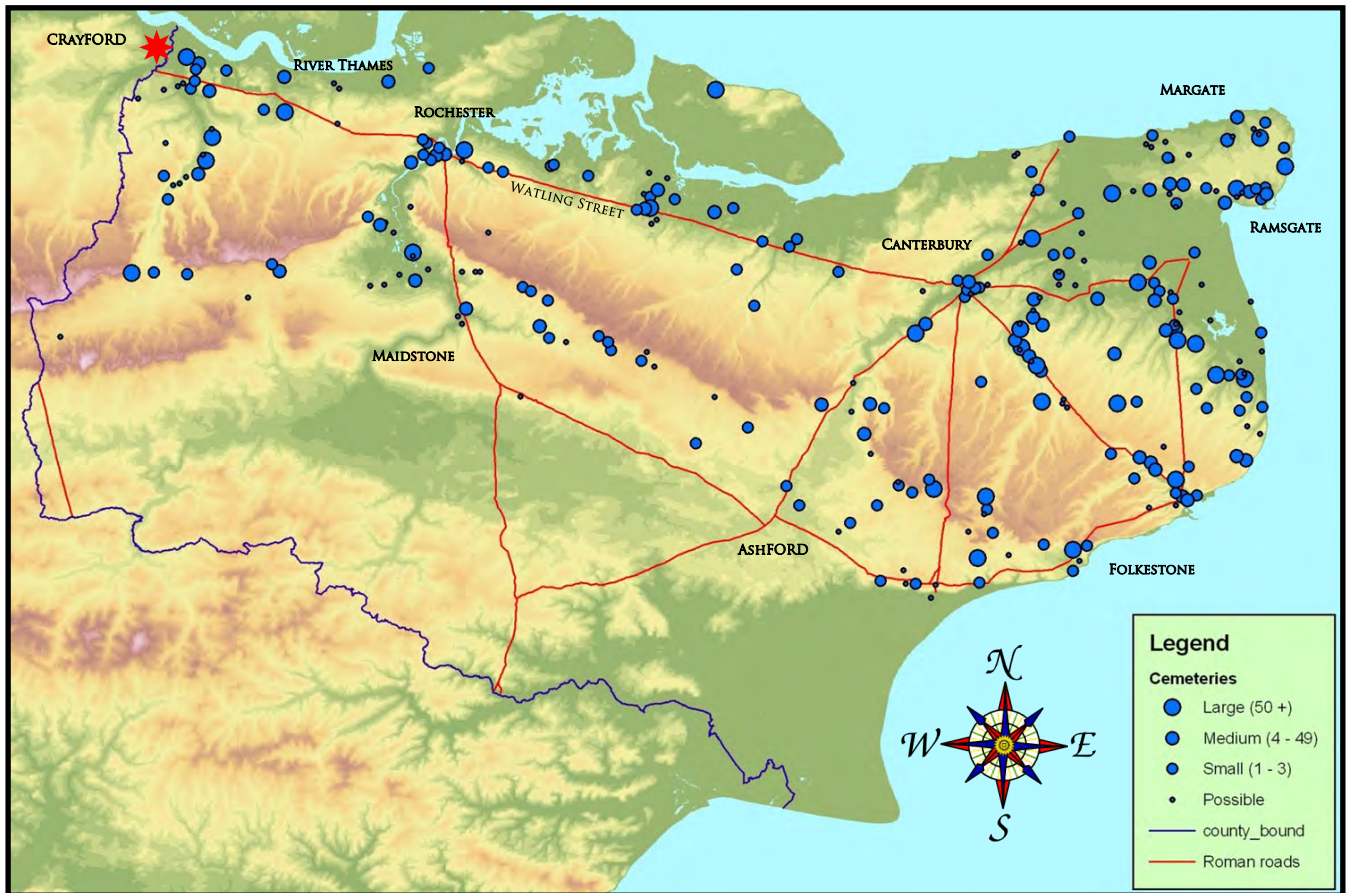 CRAYFORD
RIVER THAMES
ROCHESTER
MARGATE
WATLING STREET
CANTERBURY
RAMSGATE
MAIDSTONE
ASHFORD
FOLKESTONE
N
W
E
S
Legend
Cemeteries
Large (50 +)
Medium (4 - 49)
Small (1 - 3)
Possible
county_bound
Roman roads